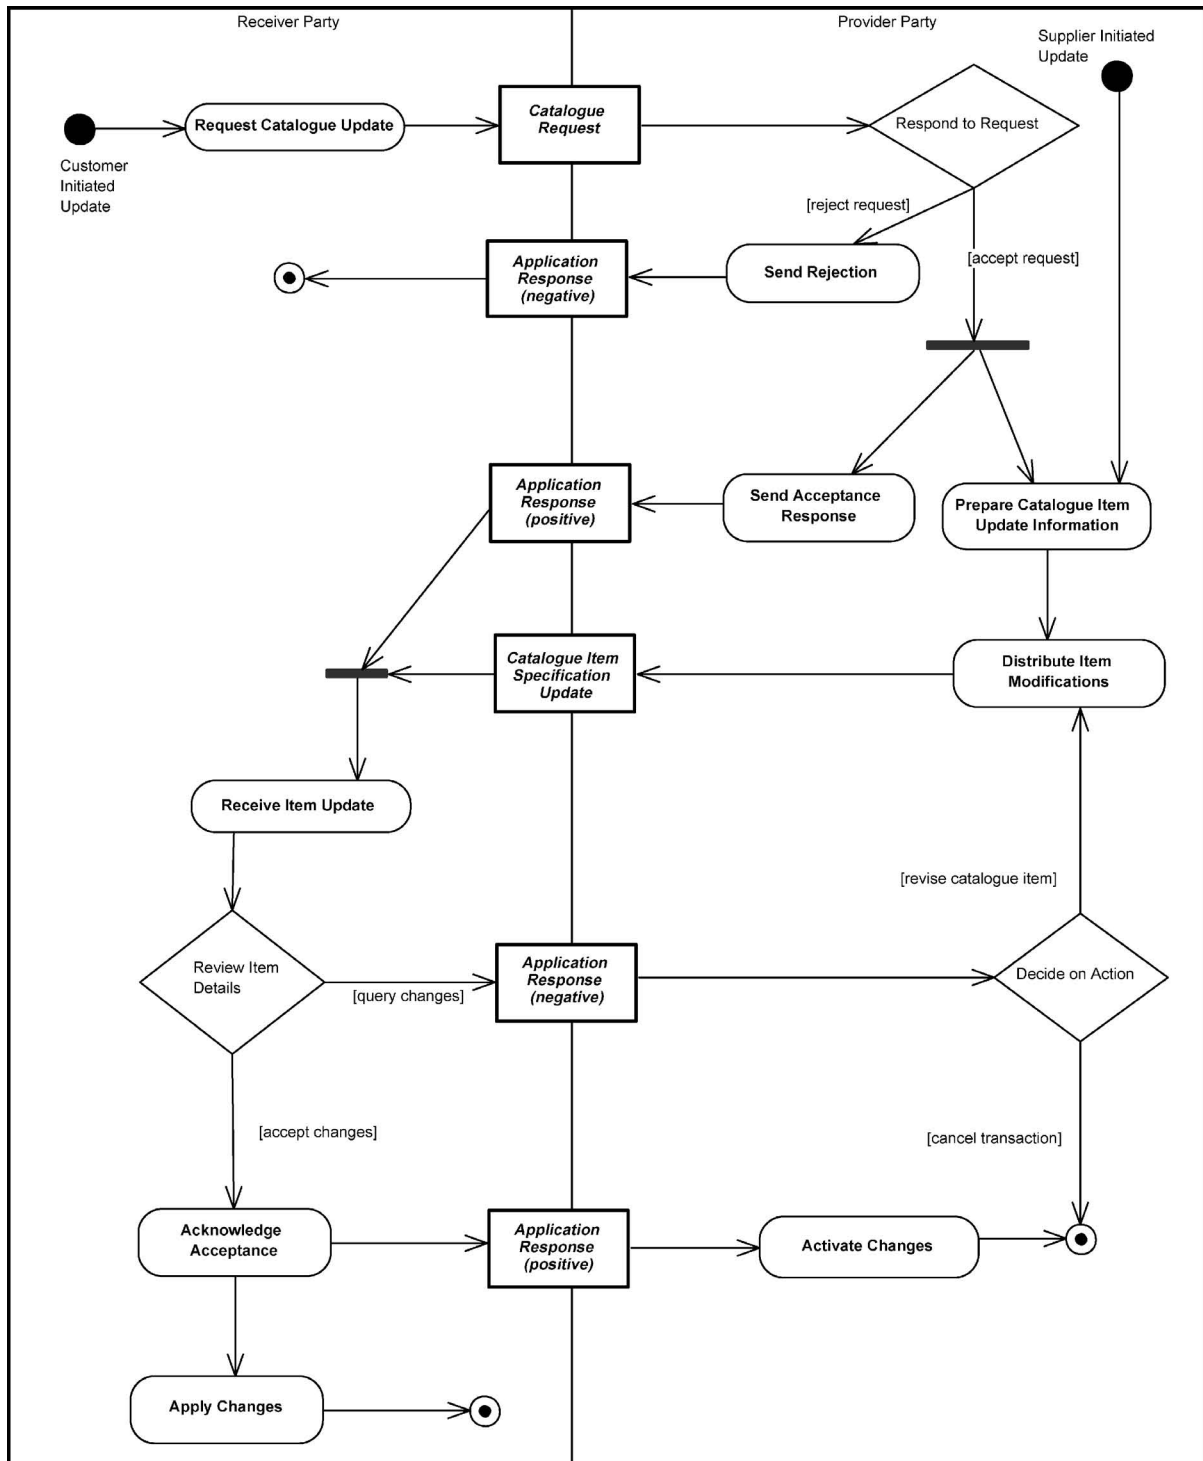 Receiver Party
Provider Party
Supplier Initiated
Update
Customer
Initiated
Update
Request Catalogue Update
Catalogue
Request
Respond to Request
[reject request]
[accept request]
Application
Response
(negative)
Send Rejection
Application
Response
(positive)
Send Acceptance
Response
Prepare Catalogue Item
Update Information
Catalogue Item
Specification
Update
Distribute Item
Modifications
Receive Item Update
[revise catalogue item]
Review Item
Details
[query changes]
Application
Response
(negative)
Decide on Action
[accept changes]
[cancel transaction]
Acknowledge
Acceptance
Application
Response
(positive)
Activate Changes
Apply Changes